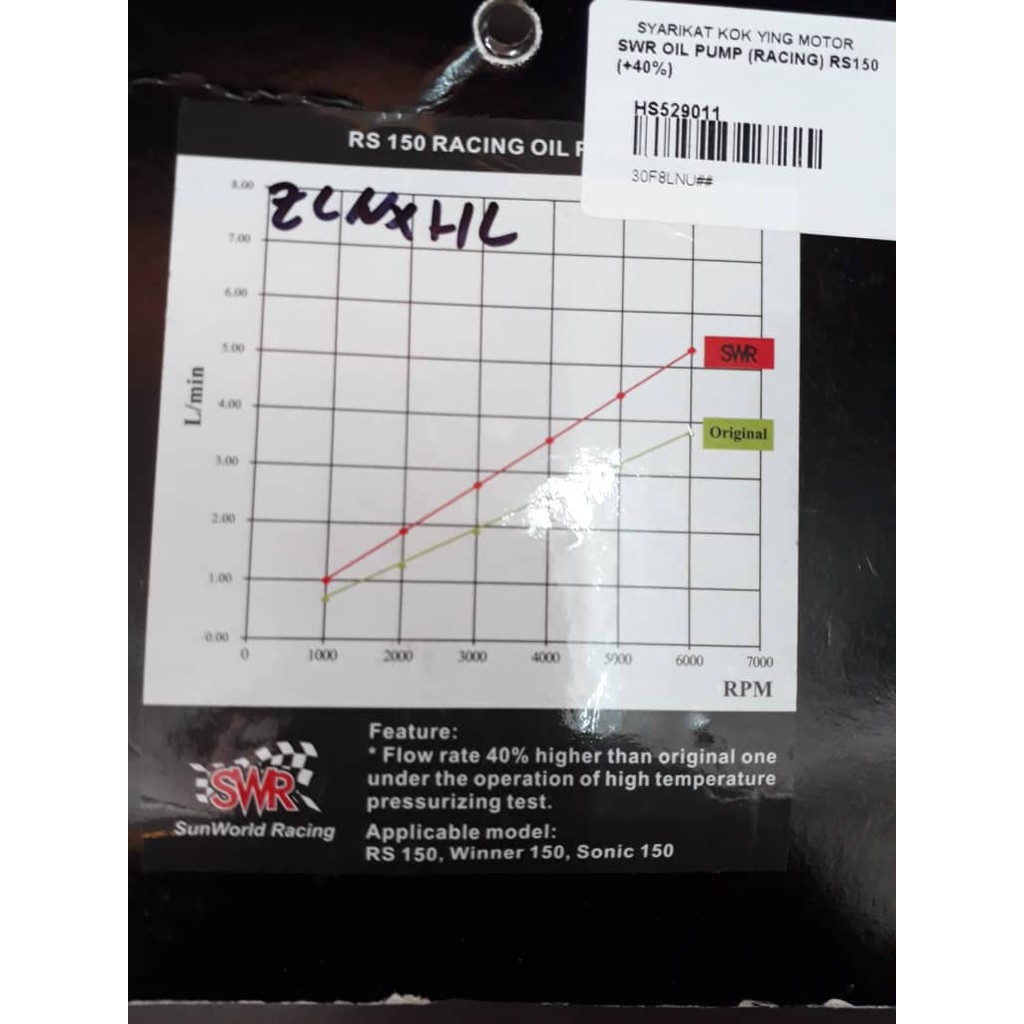 SYARIKAT KOK YING MOTOR
SWR OIL PUMP (RACING) RS150
(+40%)
HS529011
30F8LNU##
RS 150 RACING OIL
8.00
7.00
6.00
5.00
4.00
3.00
2.00
1.00
0.00
L/min
SWR
Original
0 1000 2000 3000 4000 5000 6000 7000
RPM
Feature:
* Flow rate 40% higher than original one
under the operation of high temperature
pressurizing test.
Applicable model:
RS 150, Winner 150, Sonic 150
SWR
SunWorld Racing